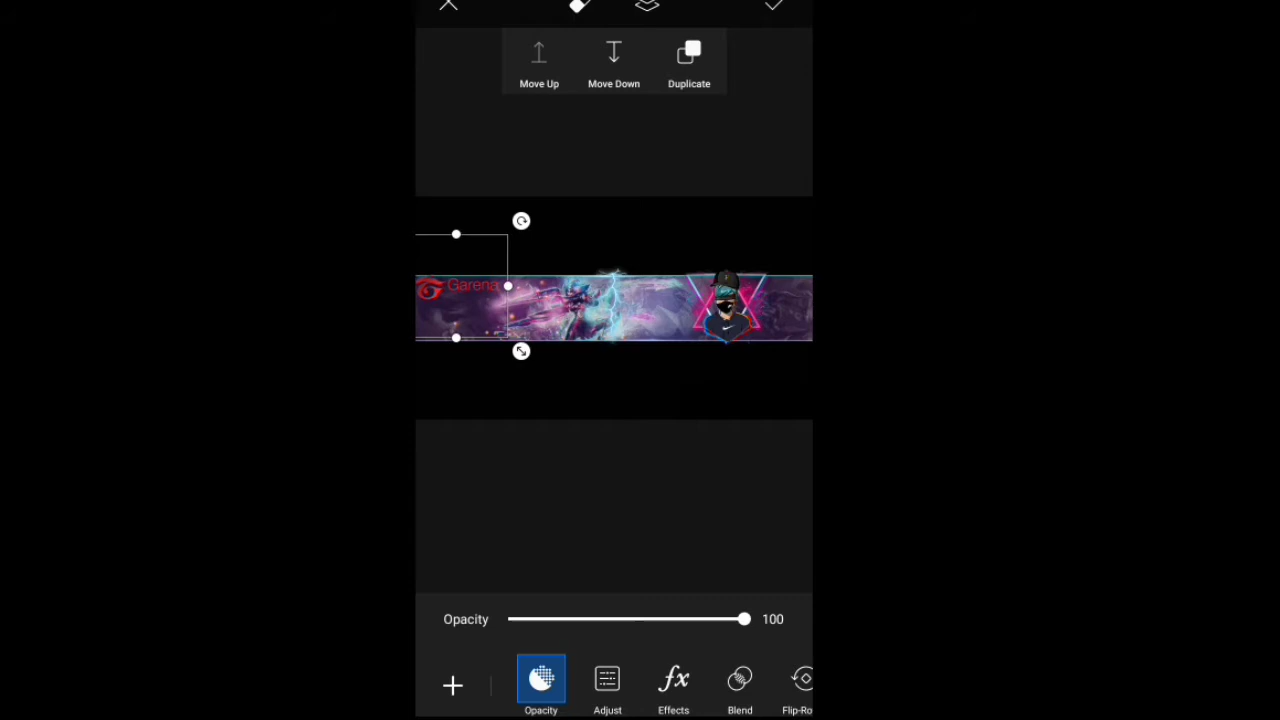 Move Up Move Down Duplicate
Garena
Opacity 100
Opacity Adjust Effects Blend Flip-Ro